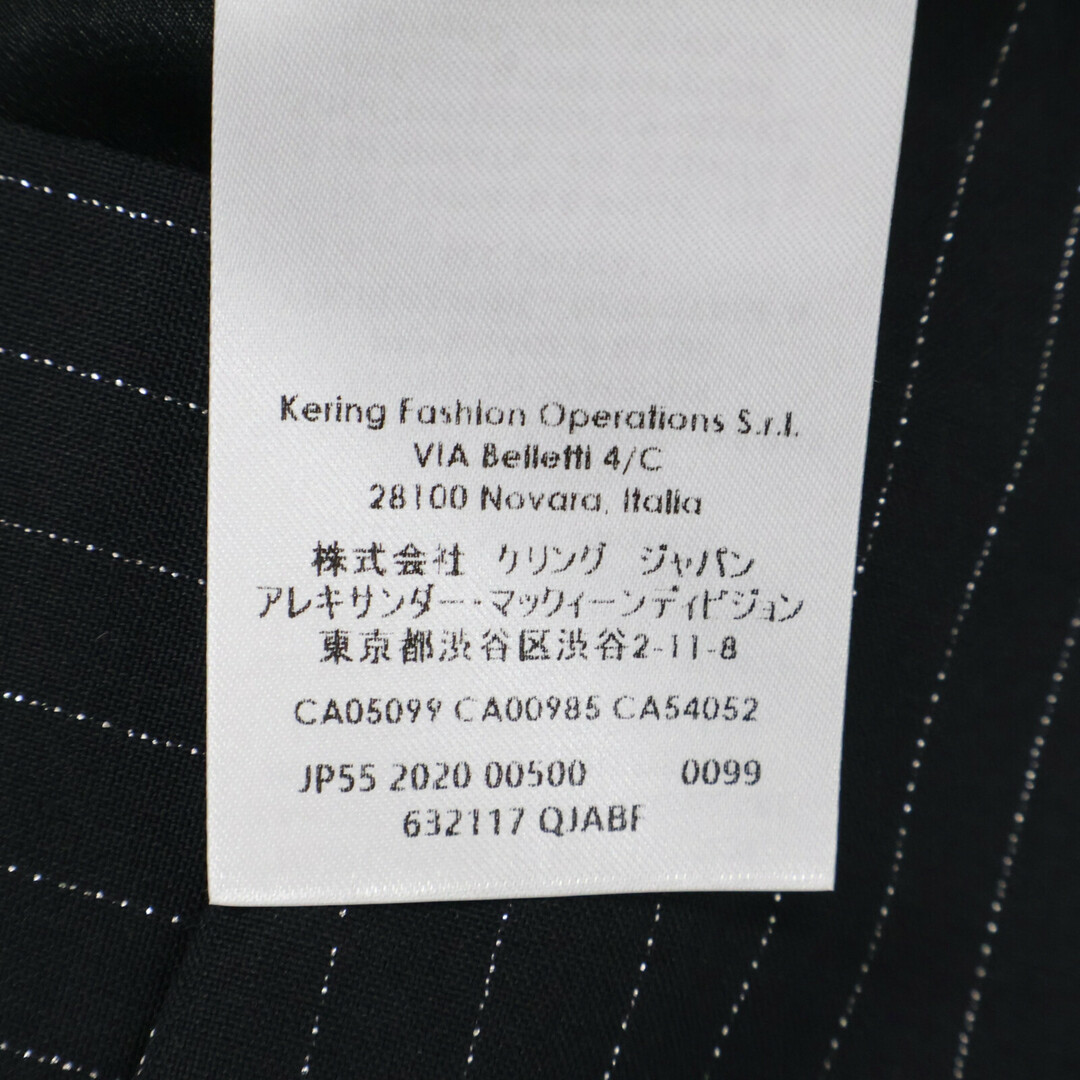 Kering Fashion Operations S.r.l.
VIA Belletti 4/C
28100 Novara, Italia
株式会社 ケリング ジャパン
アレキサンダー・マックィーンディビジョン
東京都渋谷区渋谷2-11-8
CA05099 CA00985 CA54052
JP55 2020 00500 0099
632117 QJABF